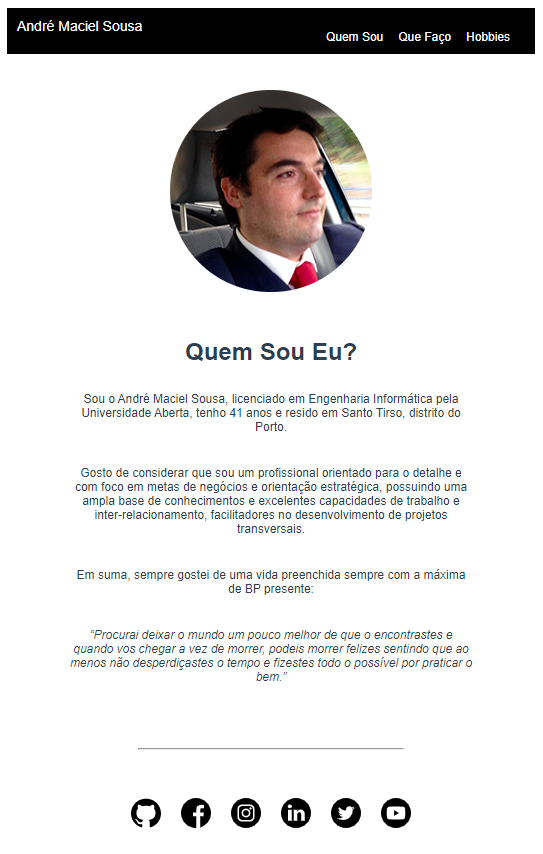 André Maciel Sousa
Quem Sou Que Faço Hobbies
Quem Sou Eu?
Sou o André Maciel Sousa, licenciado em Engenharia Informática pela
Universidade Aberta, tenho 41 anos e resido em Santo Tirso, distrito do
Porto.
Gosto de considerar que sou um profissional orientado para o detalhe e
com foco em metas de negócios e orientação estratégica, possuindo uma
ampla base de conhecimentos e excelentes capacidades de trabalho e
inter-relacionamento, facilitadores no desenvolvimento de projetos
transversais.
Em suma, sempre gostei de uma vida preenchida sempre com a máxima
de BP presente:
“Procurai deixar o mundo um pouco melhor de que o encontrastes e
quando vos chegar a vez de morrer, podeis morrer felizes sentindo que ao
menos não desperdiçastes o tempo e fizestes todo o possível por praticar o
bem.”